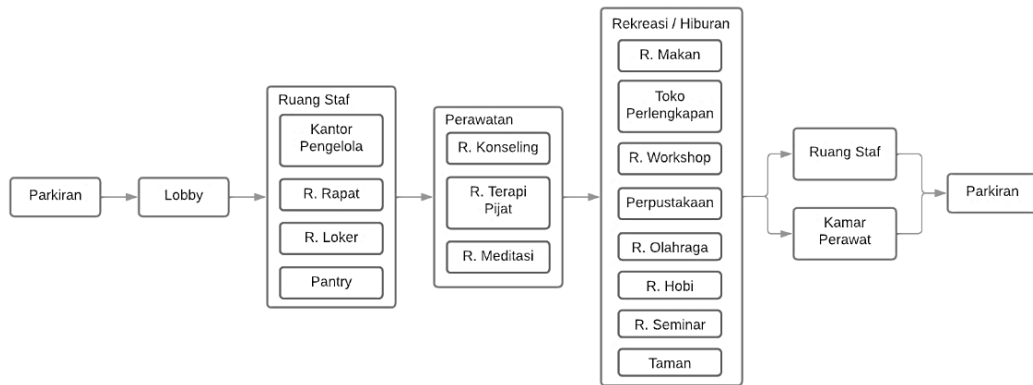 Parkiran
Lobby
Ruang Staf
Kantor
Pengelola
R. Rapat
R. Loker
Pantry
Perawatan
R. Konseling
R. Terapi
Pijat
R. Meditasi
Rekreasi / Hiburan
R. Makan
Toko
Perlengkapan
R. Workshop
Perpustakaan
R. Olahraga
R. Hobi
R. Seminar
Taman
Ruang Staf
Kamar
Perawat
Parkiran